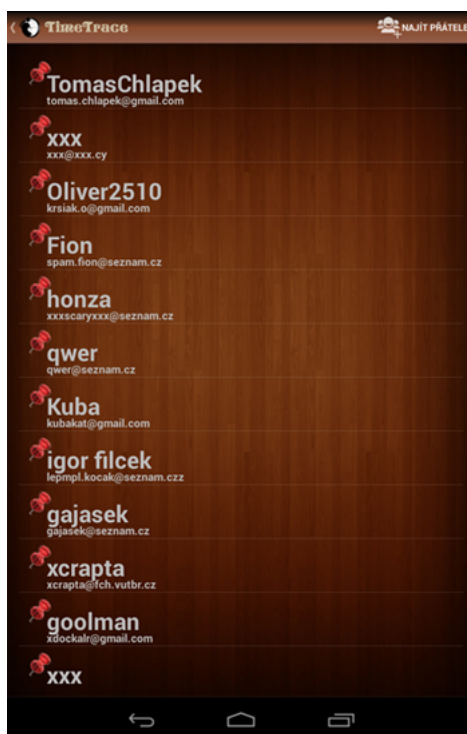 TimeTrace
NAJÍT PŘÁTELE
TomasChlapek
tomas.chlapek@gmail.com
xxx
xxx@xxx.cy
Oliver2510
krsiak.o@gmail.com
Fion
spam.fion@seznam.cz
honza
xxxscaryxxx@seznam.cz
qwer
qwer@seznam.cz
Kuba
kubakat@gmail.com
igor filcek
lepmpl.kocak@seznam.czz
gajasek
gajasek@seznam.cz
xcrapta
xcrapta@fch.vutbr.cz
goolman
xdockalr@gmail.com
xxx